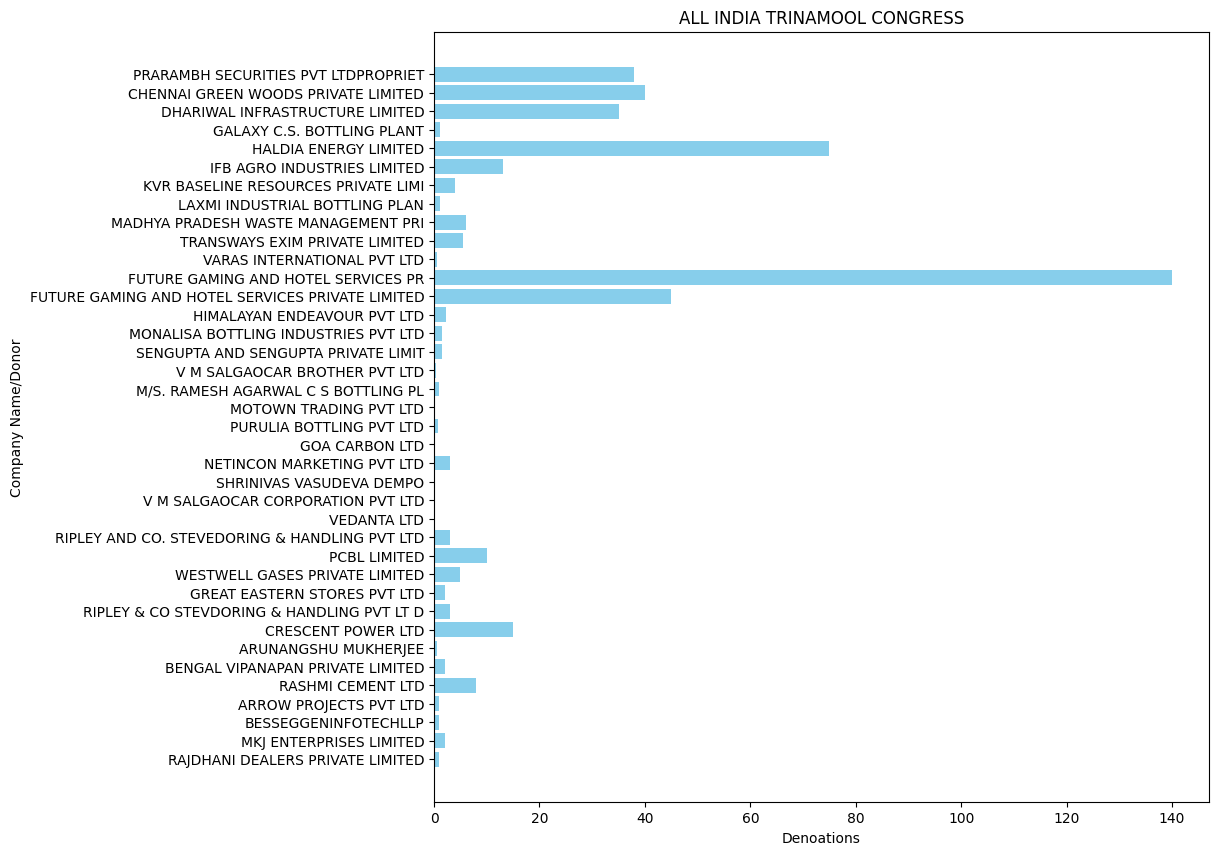 ALL INDIA TRINAMOOL CONGRESS
PRARAMBH SECURITIES PVT LTDPROPRIET
CHENNAI GREEN WOODS PRIVATE LIMITED
DHARIWAL INFRASTRUCTURE LIMITED
GALAXY C.S. BOTTLING PLANT
HALDIA ENERGY LIMITED
IFB AGRO INDUSTRIES LIMITED
KVR BASELINE RESOURCES PRIVATE LIMI
LAXMI INDUSTRIAL BOTTLING PLAN
MADHYA PRADESH WASTE MANAGEMENT PRI
TRANSWAYS EXIM PRIVATE LIMITED
VARAS INTERNATIONAL PVT LTD
FUTURE GAMING AND HOTEL SERVICES PR
FUTURE GAMING AND HOTEL SERVICES PRIVATE LIMITED
HIMALAYAN ENDEAVOUR PVT LTD
MONALISA BOTTLING INDUSTRIES PVT LTD
SENGUPTA AND SENGUPTA PRIVATE LIMIT
V M SALGAOCAR BROTHER PVT LTD
M/S. RAMESH AGARWAL C S BOTTLING PL
MOTOWN TRADING PVT LTD
PURULIA BOTTLING PVT LTD
GOA CARBON LTD
NETINCON MARKETING PVT LTD
SHRINIVAS VASUDEVA DEMPO
V M SALGAOCAR CORPORATION PVT LTD
VEDANTA LTD
RIPLEY AND CO. STEVEDORING & HANDLING PVT LTD
PCBL LIMITED
WESTWELL GASES PRIVATE LIMITED
GREAT EASTERN STORES PVT LTD
RIPLEY & CO STEVDORING & HANDLING PVT LT D
CRESCENT POWER LTD
ARUNANGSHU MUKHERJEE
BENGAL VIPANAPAN PRIVATE LIMITED
RASHMI CEMENT LTD
ARROW PROJECTS PVT LTD
BESSEGGENINFOTECHLLP
MKJ ENTERPRISES LIMITED
RAJDHANI DEALERS PRIVATE LIMITED
Company Name/Donor
0 20 40 60 80 100 120 140
Denoations